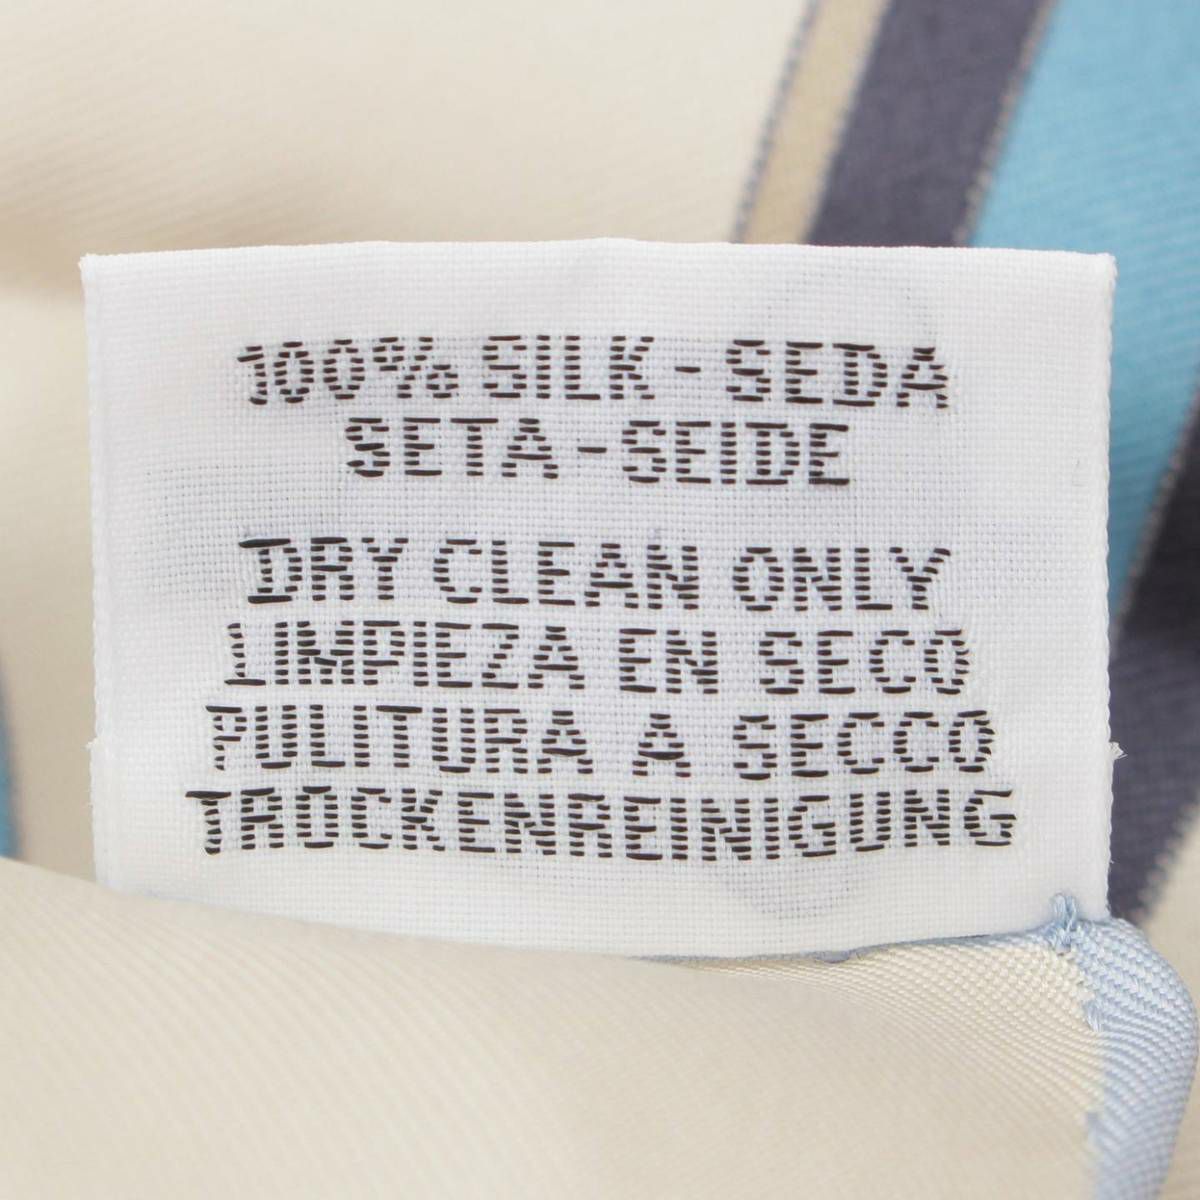 100% SILK - SEDA
SETA - SEIDE
DRY CLEAN ONLY
LIMPIEZA EN SECO
PULITURA A SECCO
TROCKENREINIGUNG